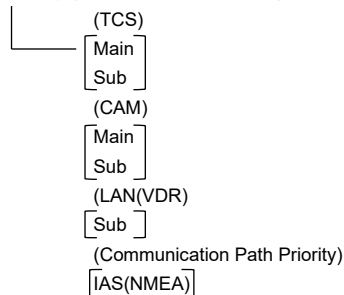 (TCS)
Main
Sub
(CAM)
Main
Sub
(LAN(VDR)
Sub
(Communication Path Priority)
IAS(NMEA)